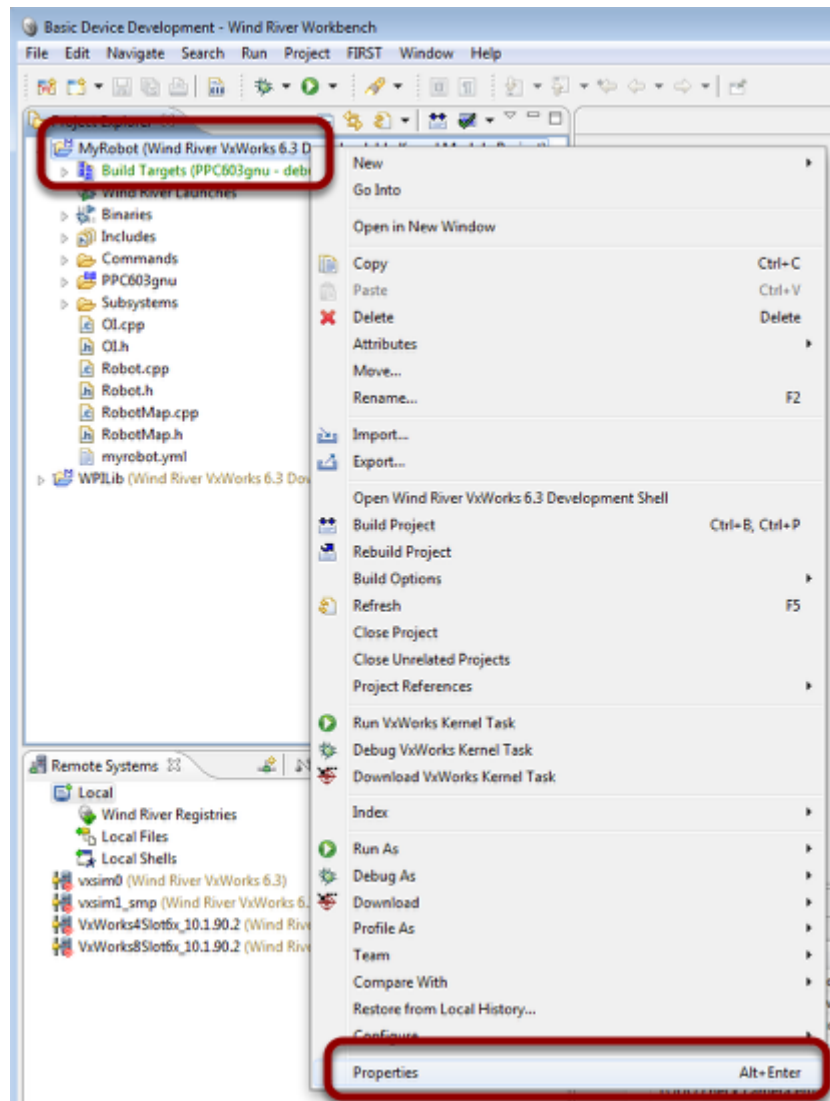 Basic Device Development - Wind River Workbench
File Edit Navigate Search Run Project FIRST Window Help
MyRobot (Wind River VxWorks 6.3 D
Build Targets (PPC603gnu - deb
Wind River Launches
Binaries
Includes
Commands
PPC603gnu
Subsystems
OI.cpp
OI.h
Robot.cpp
Robot.h
RobotMap.cpp
RobotMap.h
myrobot.yml
WPILib (Wind River VxWorks 6.3 Dow
New
Go Into
Open in New Window
Copy Ctrl+C
Paste Ctrl+V
Delete Delete
Attributes
Move...
Rename... F2
Import...
Export...
Open Wind River VxWorks 6.3 Development Shell
Build Project Ctrl+B, Ctrl+P
Rebuild Project
Build Options
Refresh F5
Close Project
Close Unrelated Projects
Project References
Run VxWorks Kernel Task
Debug VxWorks Kernel Task
Download VxWorks Kernel Task
Index
Run As
Debug As
Download
Profile As
Team
Compare With
Restore from Local History...
Configure
Properties Alt+Enter
Remote Systems
Local
Wind River Registries
Local Files
Local Shells
vxsim0 (Wind River VxWorks 6.3)
vxsim1_smp (Wind River VxWorks 6.
VxWorks4Slot6x_10.1.90.2 (Wind Rive
VxWorks8Slot6x_10.1.90.2 (Wind Rive